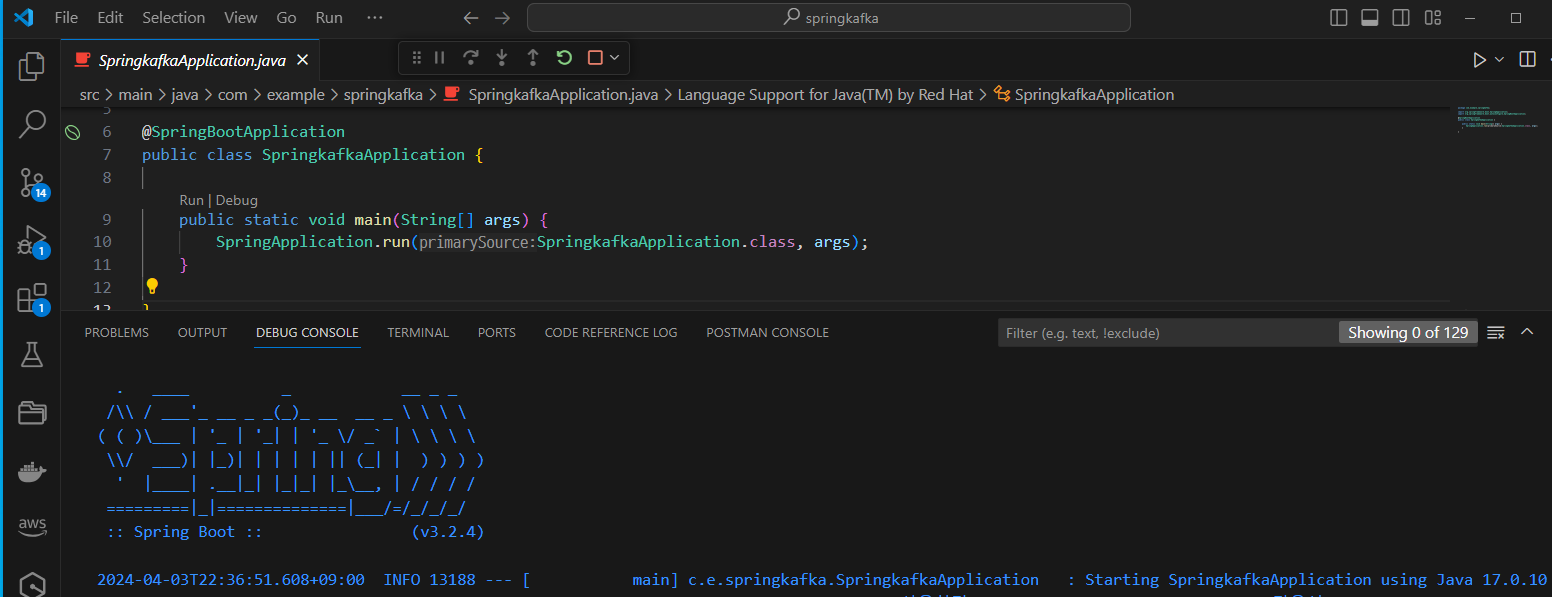 File Edit Selection View Go Run ··· springkafka
SpringkafkaApplication.java
src > main > java > com > example > springkafka > SpringkafkaApplication.java > Language Support for Java(TM) by Red Hat > SpringkafkaApplication
6 @SpringBootApplication
7 public class SpringkafkaApplication {
8
Run | Debug
9 public static void main(String[] args) {
10 SpringApplication.run(primarySource:SpringkafkaApplication.class, args);
11 }
12
14
1
1
aws
PROBLEMS OUTPUT DEBUG CONSOLE TERMINAL PORTS CODE REFERENCE LOG POSTMAN CONSOLE Filter (e.g. text, !exclude) Showing 0 of 129
  .   ____          _            __ _ _
 /\\ / ___'_ __ _ _(_)_ __  __ _ \ \ \ \
( ( )\___ | '_ | '_| | '_ \/ _` | \ \ \ \
 \\/  ___)| |_)| | | | | || (_| |  ) ) ) )
  '  |____| .__|_| |_|_| |_\__, | / / / /
 =========|_|==============|___/=/_/_/_/
:: Spring Boot :: (v3.2.4)
2024-04-03T22:36:51.608+09:00 INFO 13188 --- [ main] c.e.springkafka.SpringkafkaApplication : Starting SpringkafkaApplication using Java 17.0.10